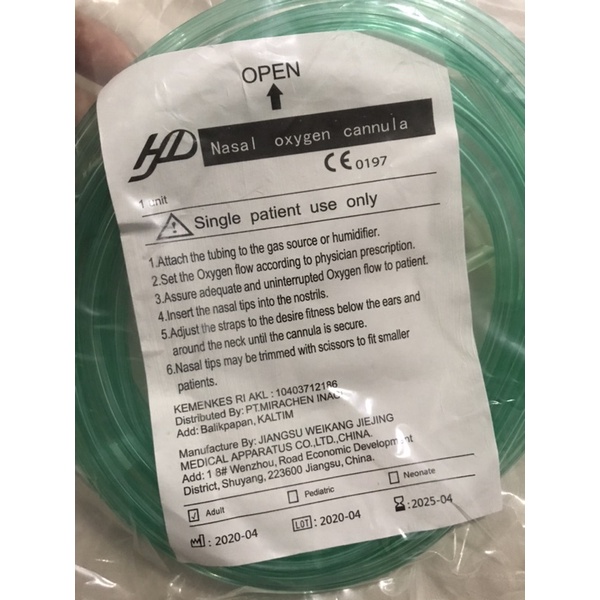 OPEN
HD Nasal oxygen cannula
CE 0197
1 unit
Single patient use only
1.Attach the tubing to the gas source or humidifier.
2.Set the Oxygen flow according to physician prescription.
3.Assure adequate and uninterrupted Oxygen flow to patient.
4.Insert the nasal tips into the nostrils.
5.Adjust the straps to the desire fitness below the ears and
around the neck until the cannula is secure.
6.Nasal tips may be trimmed with scissors to fit smaller
patients.
KEMENKES RI AKL : 10403712186
Distributed By: PT.MIRACHEN
Add: Balikpapan, KALTIM
Manufacture By: JIANGSU WEIKANG JIEJING
MEDICAL APPARATUS CO.,LTD.,CHINA.
Add: 1 8# Wenzhou, Road Economic Development
District, Shuyang, 223600 Jiangsu, China.
Adult Pediatric Neonate
: 2020-04 LOT : 2020-04 :2025-04